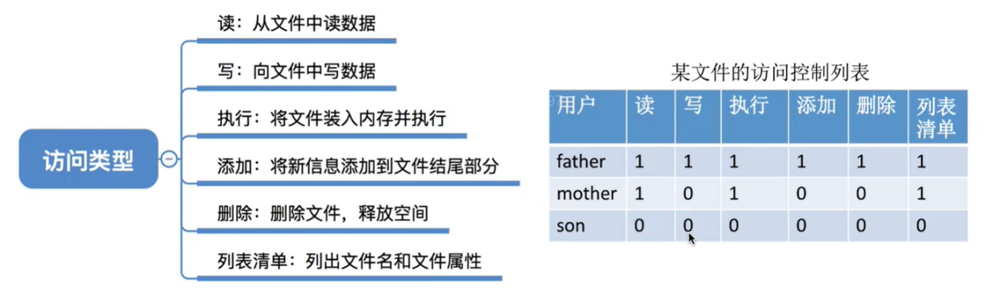 访问类型
读：从文件中读数据
写：向文件中写数据
执行：将文件装入内存并执行
添加：将新信息添加到文件结尾部分
删除：删除文件，释放空间
列表清单：列出文件名和文件属性
某文件的访问控制列表
用户 读 写 执行 添加 删除 列表清单
father 1 1 1 1 1 1
mother 1 0 1 0 0 1
son 0 0 0 0 0 0